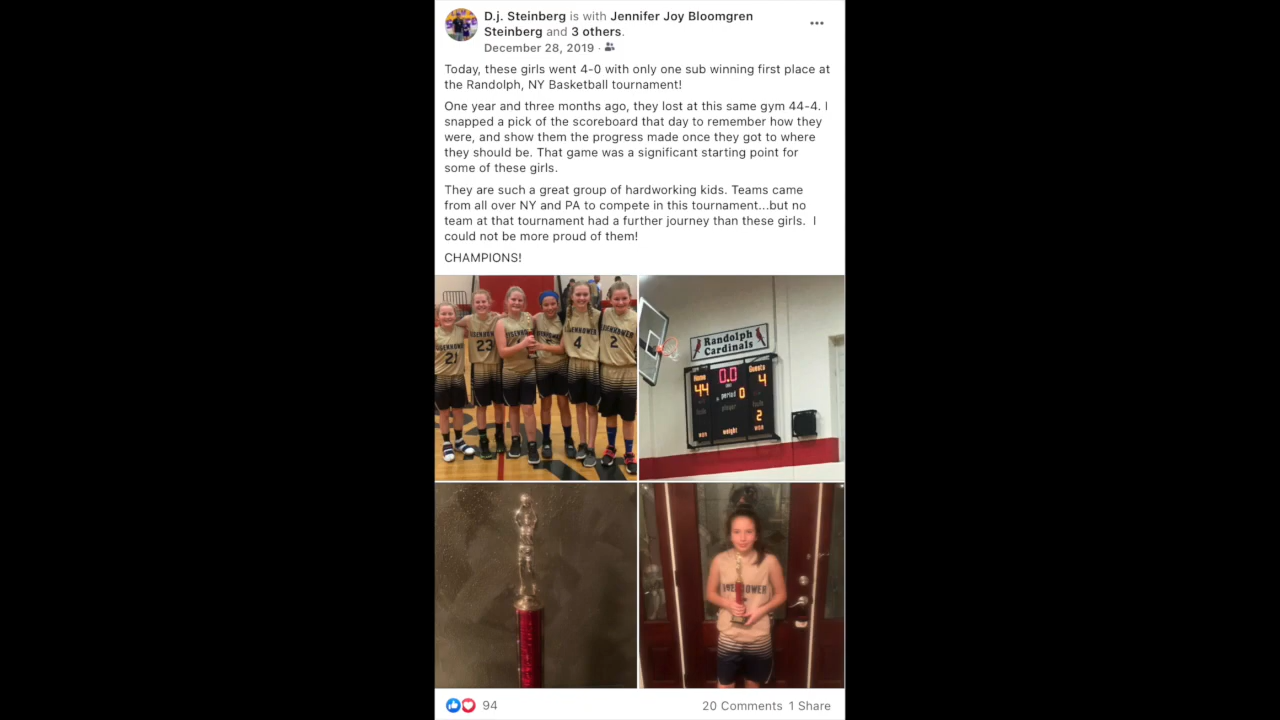 D.j. Steinberg is with Jennifer Joy Bloomgren
Steinberg and 3 others.
December 28, 2019 ·
Today, these girls went 4-0 with only one sub winning first place at
the Randolph, NY Basketball tournament!
One year and three months ago, they lost at this same gym 44-4. I
snapped a pick of the scoreboard that day to remember how they
were, and show them the progress made once they got to where
they should be. That game was a significant starting point for
some of these girls.
They are such a great group of hardworking kids. Teams came
from all over NY and PA to compete in this tournament...but no
team at that tournament had a further journey than these girls.  I
could not be more proud of them!
CHAMPIONS!
21
23
4
EISENHOWER
2
Randolph
Cardinals
Home
0.0
Guests
44
4
period
0
player
2
weight
94
20 Comments 1 Share